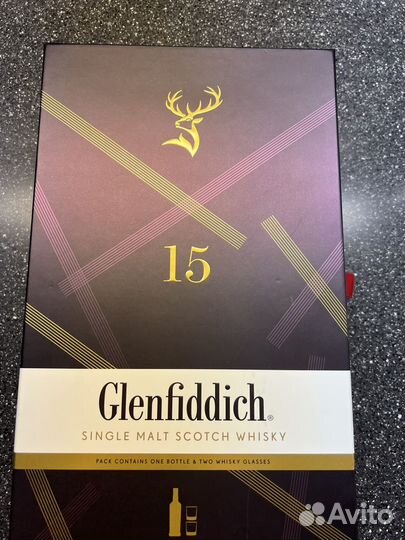 15
Glenfiddich®
SINGLE MALT SCOTCH WHISKY
PACK CONTAINS ONE BOTTLE & TWO WHISKY GLASSES
Avito